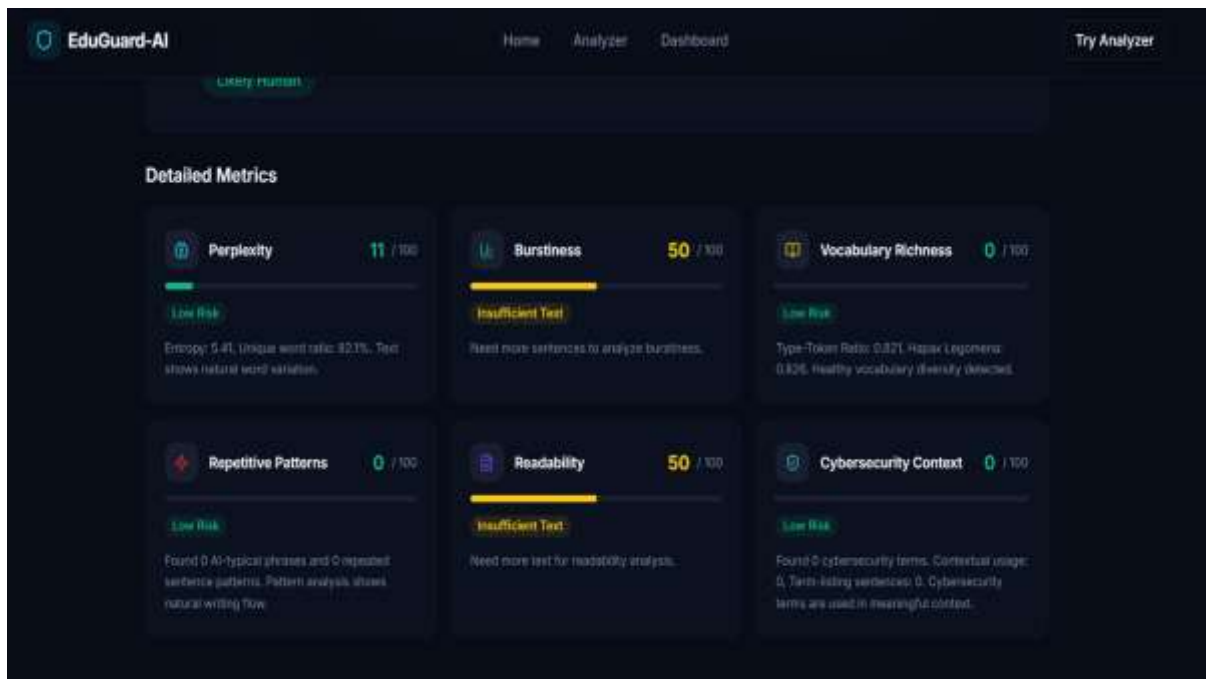 EduGuard-AI Home Analyzer Dashboard Try Analyzer
Likely Human
Detailed Metrics
Perplexity 11 / 100
Low Risk
Entropy: 5.41, Unique word ratio: 82.1%. Text
shows natural word variation.
Burstiness 50 / 100
Insufficient Text
Need more sentences to analyze burstiness.
Vocabulary Richness 0 / 100
Low Risk
Type-Token Ratio: 0.821, Hapax Legomena:
0.826. Healthy vocabulary diversity detected.
Repetitive Patterns 0 / 100
Low Risk
Found 0 AI-typical phrases and 0 repeated
sentence patterns. Pattern analysis shows
natural writing flow.
Readability 50 / 100
Insufficient Text
Need more text for readability analysis.
Cybersecurity Context 0 / 100
Low Risk
Found 0 cybersecurity terms. Contextual usage:
0, Term-listing sentences: 0. Cybersecurity
terms are used in meaningful context.